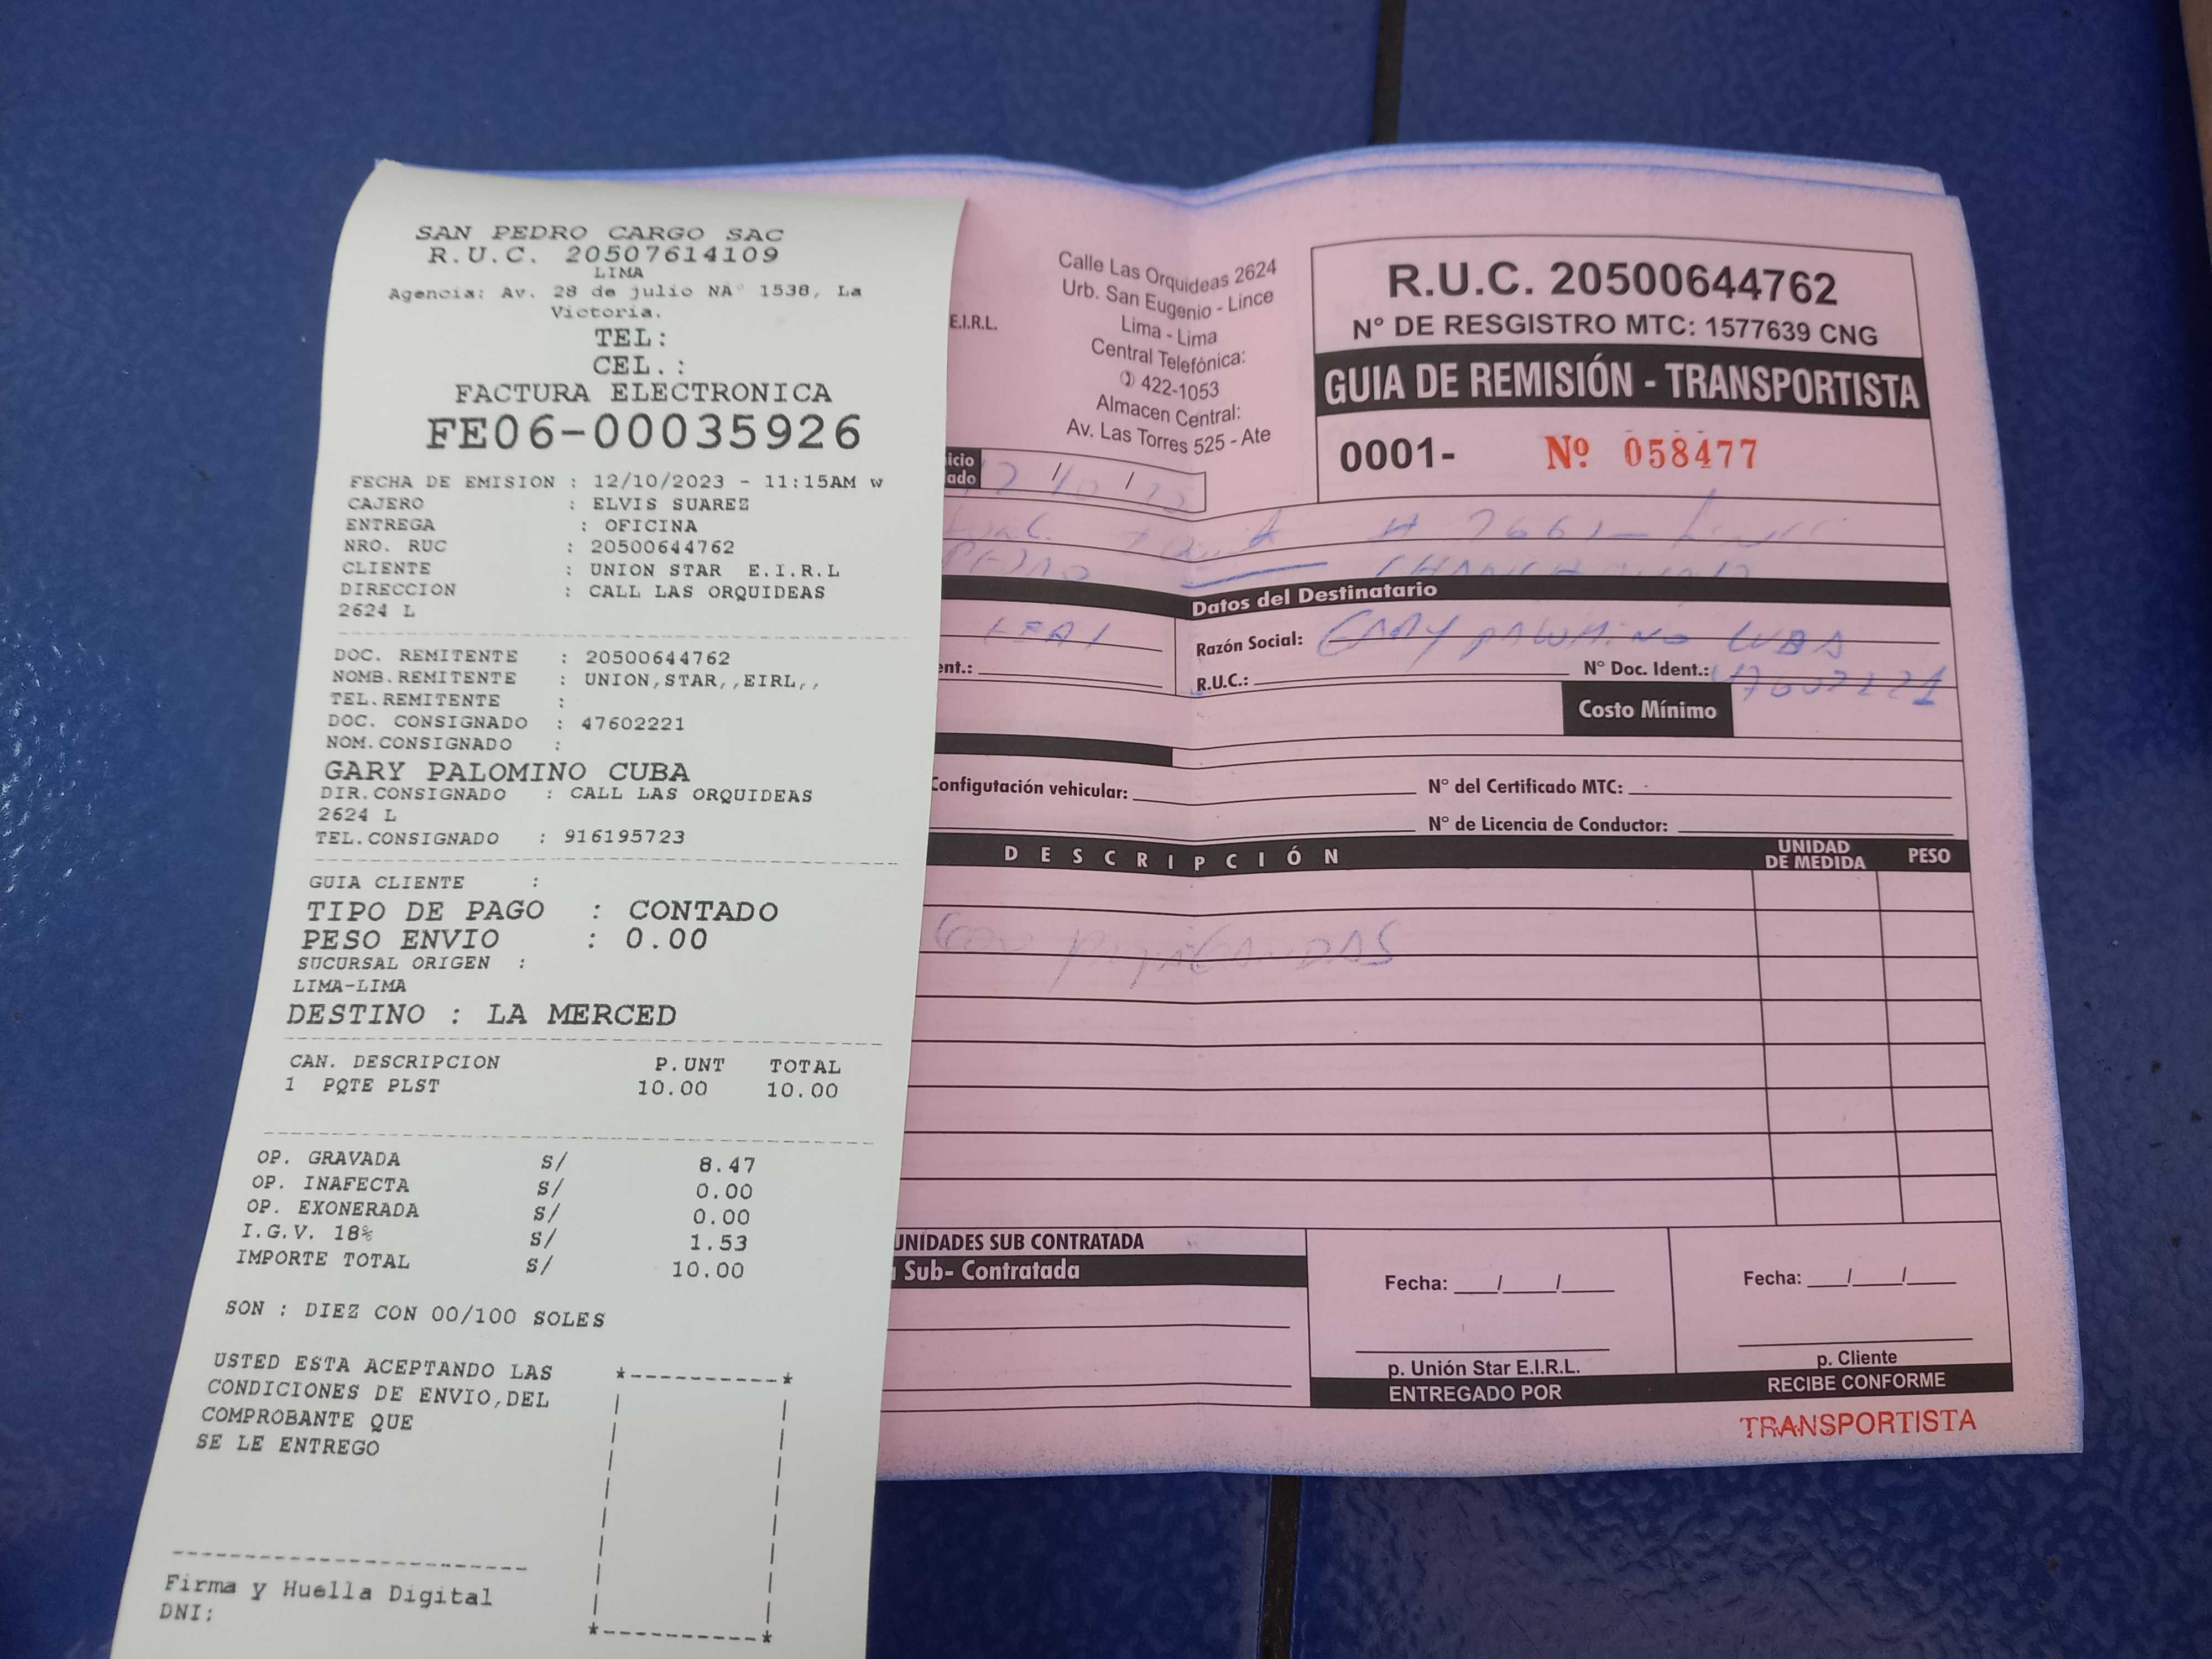 SAN PEDRO CARGO SAC
R.U.C. 20507614109
LIMA
Agencia: Av. 28 de julio NÂ° 1538, La
Victoria.
TEL:
CEL.:
FACTURA ELECTRONICA
FE06-00035926
FECHA DE EMISION : 12/10/2023 - 11:15AM w
CAJERO : ELVIS SUAREZ
ENTREGA : OFICINA
NRO. RUC : 20500644762
CLIENTE : UNION STAR E.I.R.L
DIRECCION : CALL LAS ORQUIDEAS
2624 L
DOC. REMITENTE : 20500644762
NOMB.REMITENTE : UNION,STAR,,EIRL,,
TEL.REMITENTE :
DOC. CONSIGNADO : 47602221
NOM.CONSIGNADO :
GARY PALOMINO CUBA
DIR.CONSIGNADO : CALL LAS ORQUIDEAS
2624 L
TEL.CONSIGNADO : 916195723
GUIA CLIENTE :
TIPO DE PAGO : CONTADO
PESO ENVIO : 0.00
SUCURSAL ORIGEN :
LIMA-LIMA
DESTINO : LA MERCED
CAN. DESCRIPCION P.UNT TOTAL
1 PQTE PLST 10.00 10.00
OP. GRAVADA S/ 8.47
OP. INAFECTA S/ 0.00
OP. EXONERADA S/ 0.00
I.G.V. 18% S/ 1.53
IMPORTE TOTAL S/ 10.00
SON : DIEZ CON 00/100 SOLES
USTED ESTA ACEPTANDO LAS
CONDICIONES DE ENVIO,DEL
COMPROBANTE QUE
SE LE ENTREGO
Firma y Huella Digital
DNI:
E.I.R.L.
Calle Las Orquideas 2624
Urb. San Eugenio - Lince
Lima - Lima
Central Telefónica:
422-1053
Almacen Central:
Av. Las Torres 525 - Ate
R.U.C. 20500644762
N° DE RESGISTRO MTC: 1577639 CNG
GUIA DE REMISIÓN - TRANSPORTISTA
0001- Nº 058477
icio
ado
Datos del Destinatario
Razón Social: GARY PALOMINO CUBA
ent.:
R.U.C.: N° Doc. Ident.: 47602221
Costo Mínimo
Configutación vehicular: N° del Certificado MTC:
N° de Licencia de Conductor:
DESCRIPCIÓN UNIDAD DE MEDIDA PESO
UNIDADES SUB CONTRATADA
Sub- Contratada
Fecha: / / Fecha: / /
p. Unión Star E.I.R.L. p. Cliente
ENTREGADO POR RECIBE CONFORME
TRANSPORTISTA